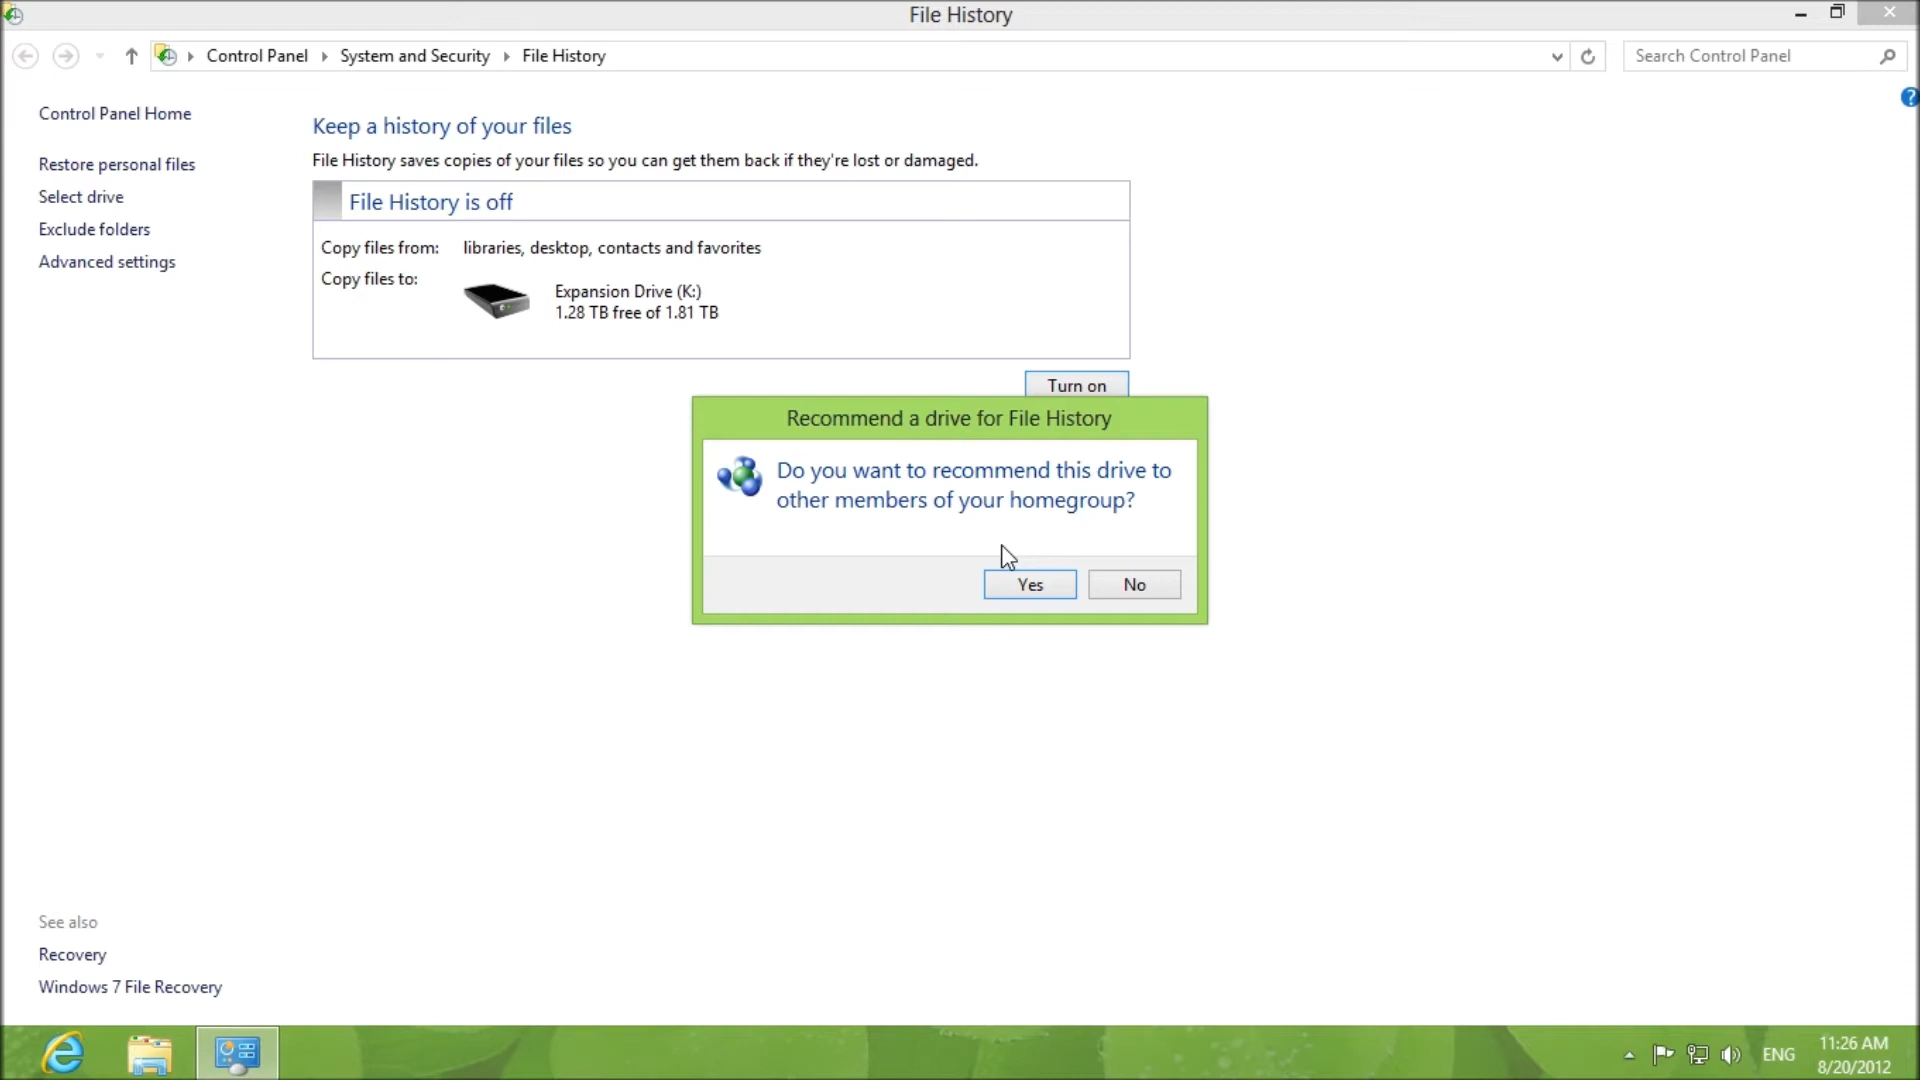 File History
Control Panel
System and Security
File History
Search Control Panel
?
Control Panel Home
Restore personal files
Select drive
Exclude folders
Advanced settings
Keep a history of your files
File History saves copies of your files so you can get them back if they're lost or damaged.
File History is off
Copy files from: libraries, desktop, contacts and favorites
Copy files to:
Expansion Drive (K:)
1.28 TB free of 1.81 TB
Turn on
Recommend a drive for File History
Do you want to recommend this drive to
other members of your homegroup?
Yes No
See also
Recovery
Windows 7 File Recovery
ENG
11:26 AM
8/20/2012